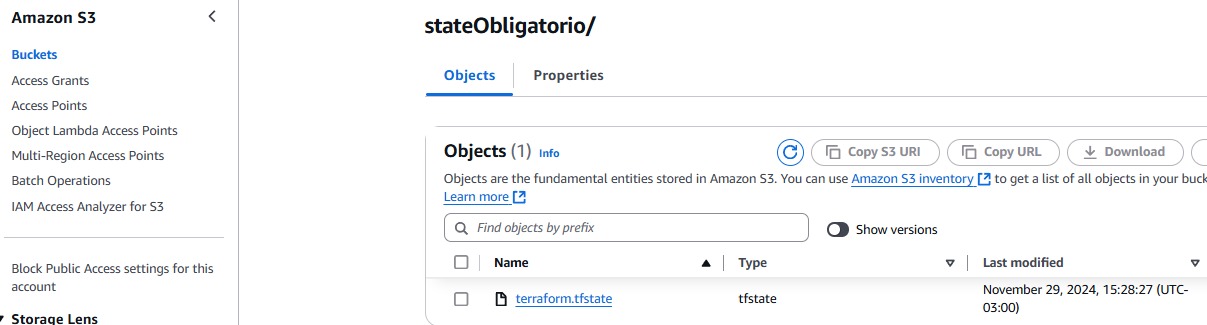 Amazon S3
Buckets
Access Grants
Access Points
Object Lambda Access Points
Multi-Region Access Points
Batch Operations
IAM Access Analyzer for S3
Block Public Access settings for this
account
Storage Lens
stateObligatorio/
Objects Properties
Objects (1) Info
Copy S3 URI Copy URL Download
Objects are the fundamental entities stored in Amazon S3. You can use Amazon S3 inventory to get a list of all objects in your buck
Learn more
Find objects by prefix
Show versions
Name Type Last modified
terraform.tfstate tfstate November 29, 2024, 15:28:27 (UTC-
03:00)